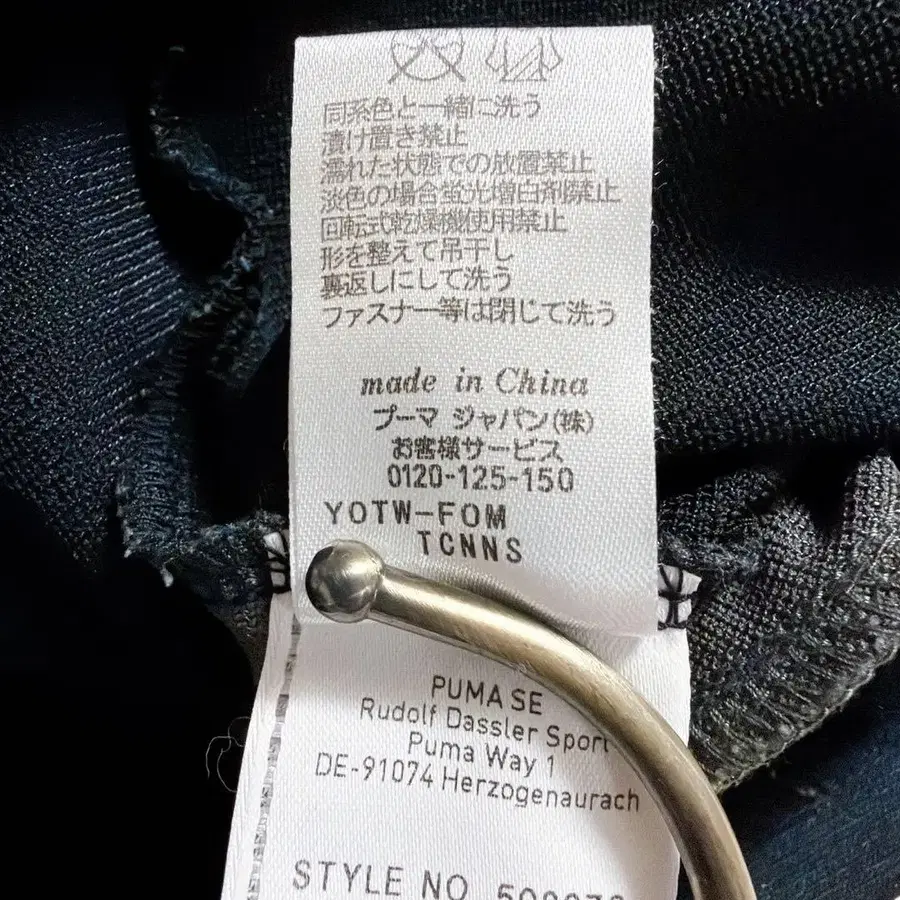 同系色と一緒に洗う
漬け置き禁止
濡れた状態での放置禁止
淡色の場合蛍光増白剤禁止
回転式乾燥機使用禁止
形を整えて吊干し
裏返しにして洗う
ファスナー等は閉じて洗う
made in China
プーマ ジャパン(株)
お客様サービス
0120-125-150
YOTW-FOM
TCNNS
PUMA SE
Rudolf Dassler Sport
Puma Way 1
DE-91074 Herzogenaurach
STYLE NO